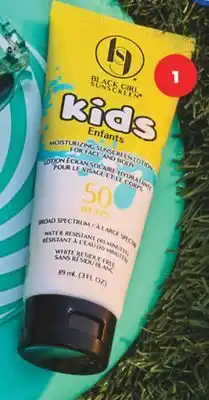 1
BLACK GIRL
SUNSCREEN
Kids
Enfants
MOISTURIZING SUNSCREEN LOTION
FOR FACE AND BODY
LOTION ÉCRAN SOLAIRE HYDRATANTE
POUR LE VISAGE ET LE CORPS
50
BROAD SPECTRUM / À LARGE SPECTRE
WATER RESISTANT (80 MINUTES)
RÉSISTANT À L'EAU (80 MINUTES)
WHITE RESIDUE FREE
SANS RÉSIDU BLANC
89 mL (3 FL OZ)